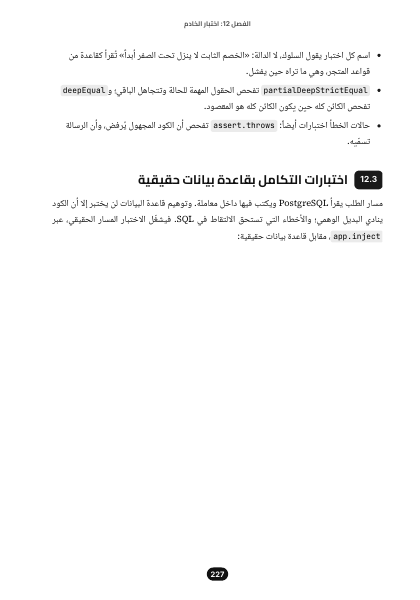 الفصل 12: اختبار الخادم
• اسم كل اختبار يقول السلوك، لا الدالة: «الخصم الثابت لا ينزل تحت الصفر أبداً» تُقرأ كقاعدة من
قواعد المتجر، وهي ما تراه حين يفشل.
• partialDeepStrictEqual تفحص الحقول المهمة للحالة وتتجاهل الباقي؛ و deepEqual
تفحص الكائن كله حين يكون الكائن كله هو المقصود.
• حالات الخطأ اختبارات أيضاً: assert.throws تفحص أن الكود المجهول يُرفض، وأن الرسالة
تسمّيه.
12.3 اختبارات التكامل بقاعدة بيانات حقيقية
مسار الطلب يقرأ PostgreSQL ويكتب فيها داخل معاملة. وتوهيم قاعدة البيانات لن يختبر إلا أن الكود
ينادي البديل الوهمي؛ والأخطاء التي تستحق الالتقاط في SQL. فيشغّل الاختبار المسار الحقيقي، عبر
app.inject، مقابل قاعدة بيانات حقيقية:
227